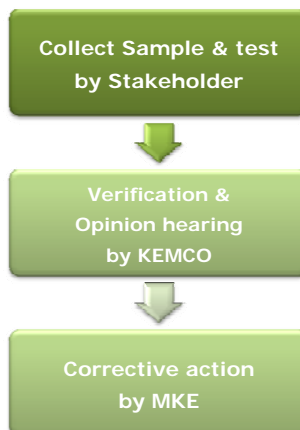 Collect Sample & test
by Stakeholder
Verification &
Opinion hearing
by KEMCO
Corrective action
by MKE